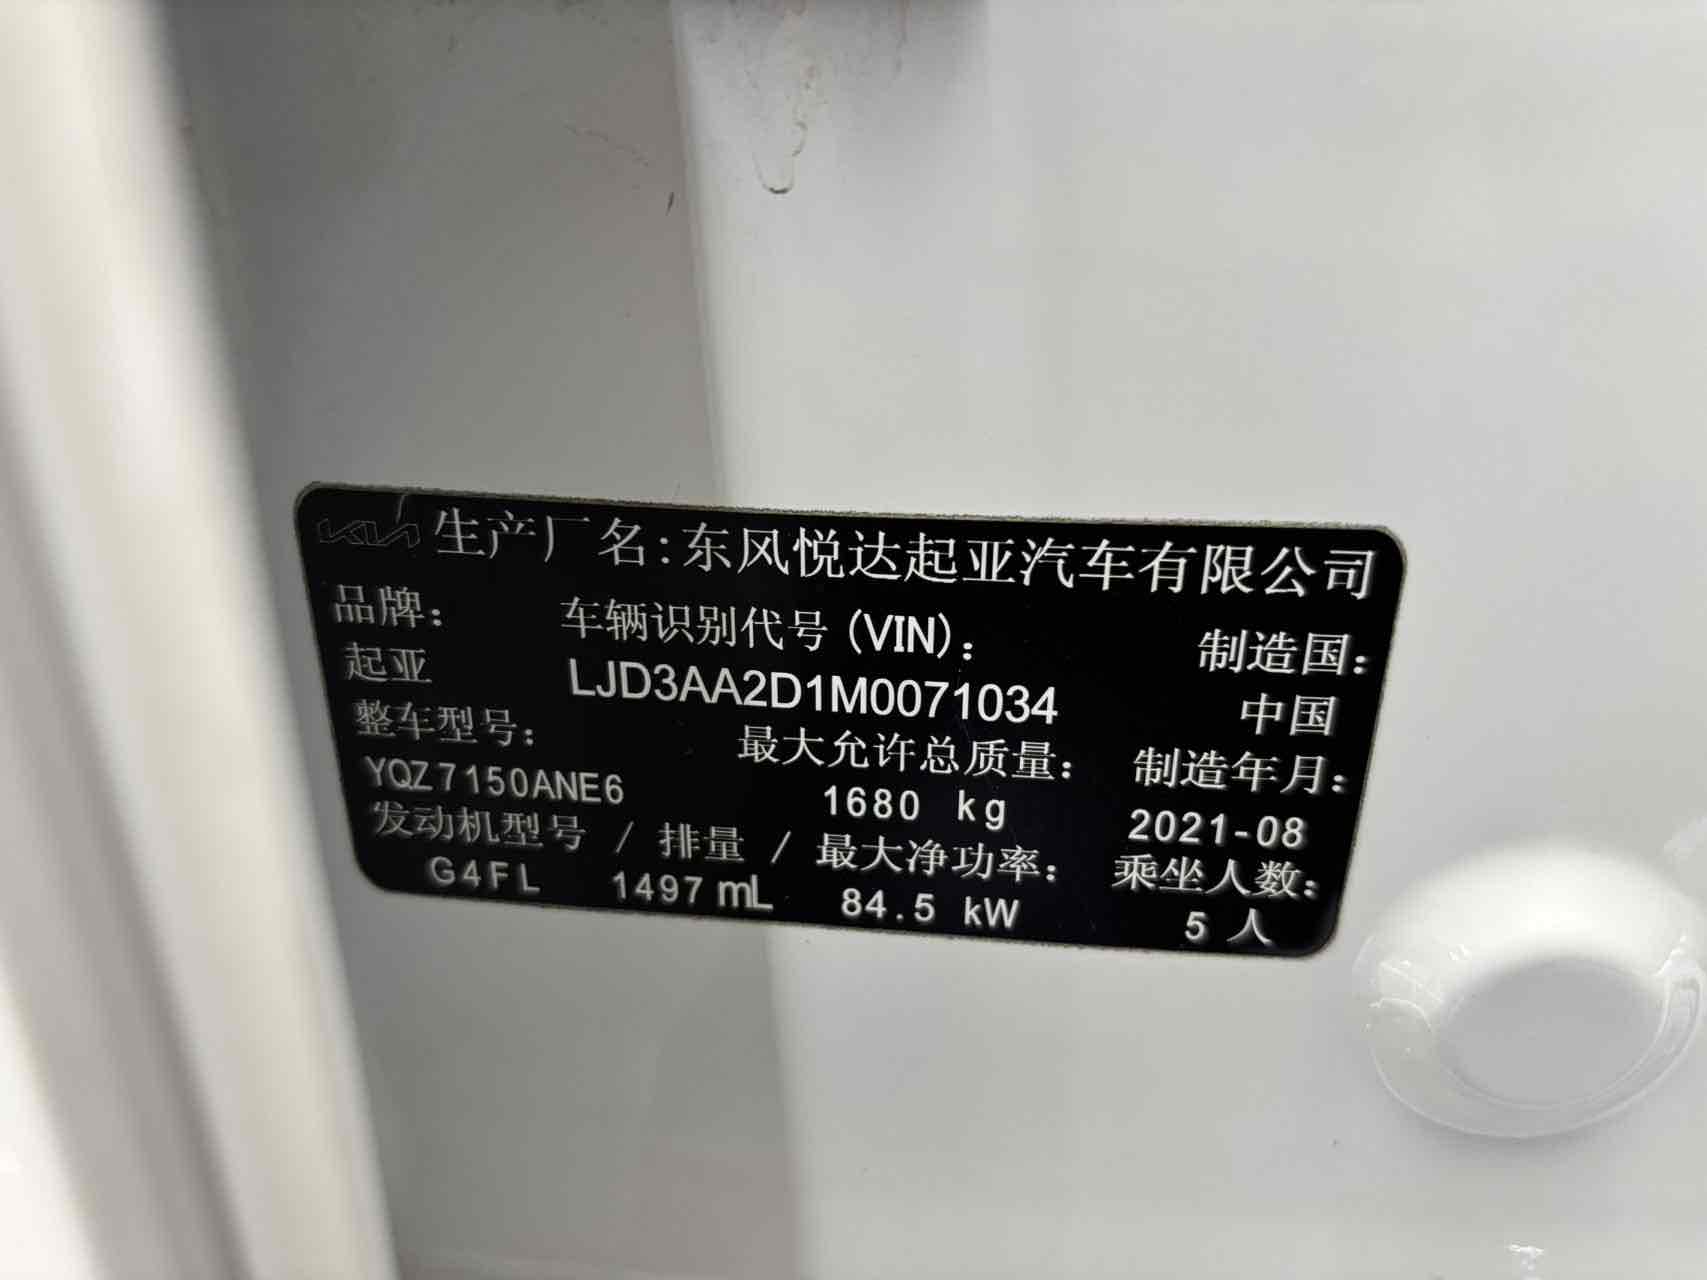 KIA 生产厂名:东风悦达起亚汽车有限公司
品牌: 车辆识别代号(VIN): 制造国:
起亚 LJD3AA2D1M0071034 中国
整车型号: 最大允许总质量: 制造年月:
YQZ7150ANE6 1680 kg 2021-08
发动机型号 / 排量 / 最大净功率: 乘坐人数:
G4FL 1497 mL 84.5 kW 5 人